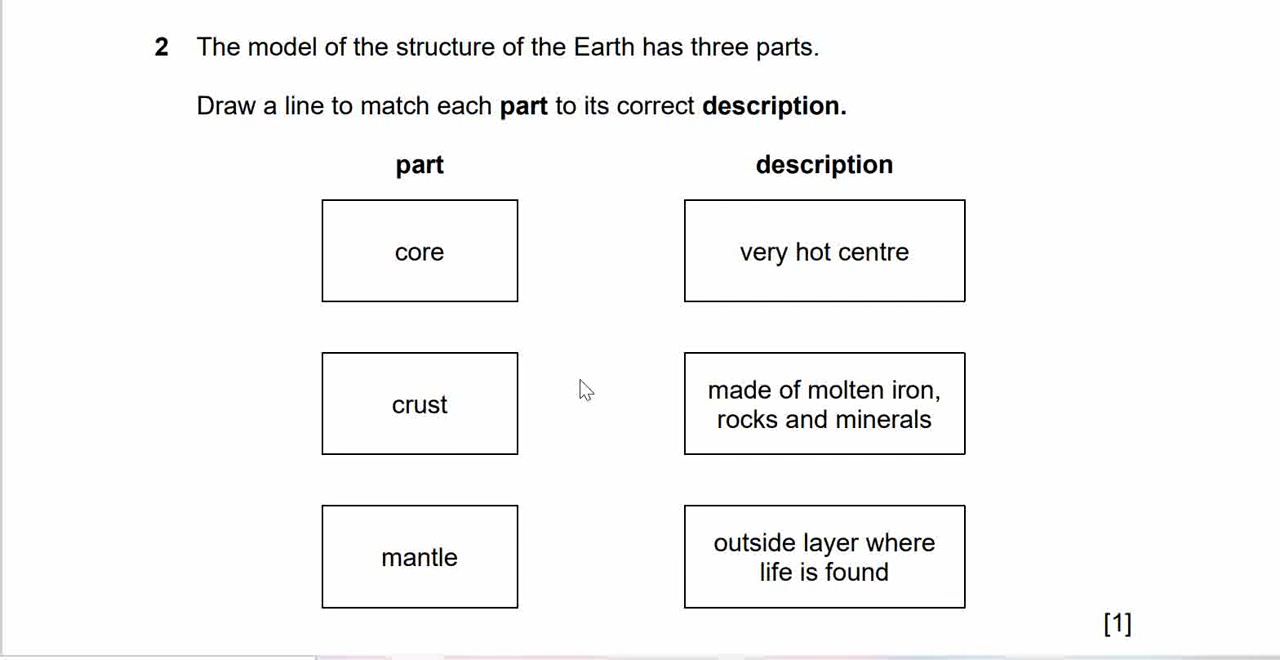 2 The model of the structure of the Earth has three parts.
Draw a line to match each part to its correct description.
part description
core very hot centre
crust made of molten iron,
rocks and minerals
mantle outside layer where
life is found
[1]